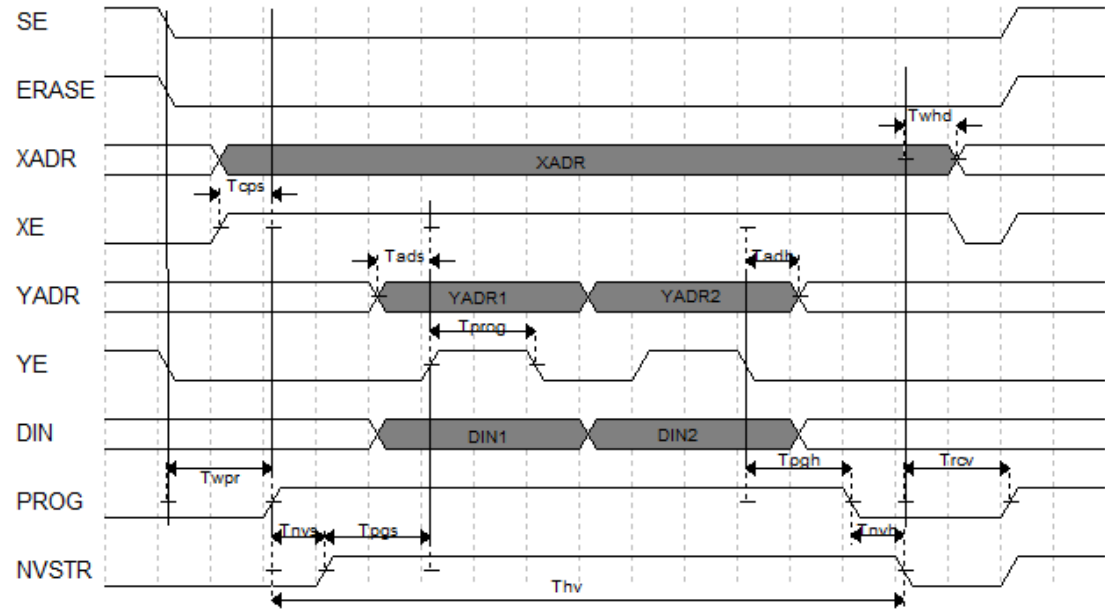 SE
ERASE
Twhd
XADR XADR
Tcps
XE
Tads Tadh
YADR YADR1 YADR2
Tprog
YE
DIN DIN1 DIN2
Twpr Tpgh Trcv
PROG
Tnvs Tpgs Tnvh
NVSTR
Thv